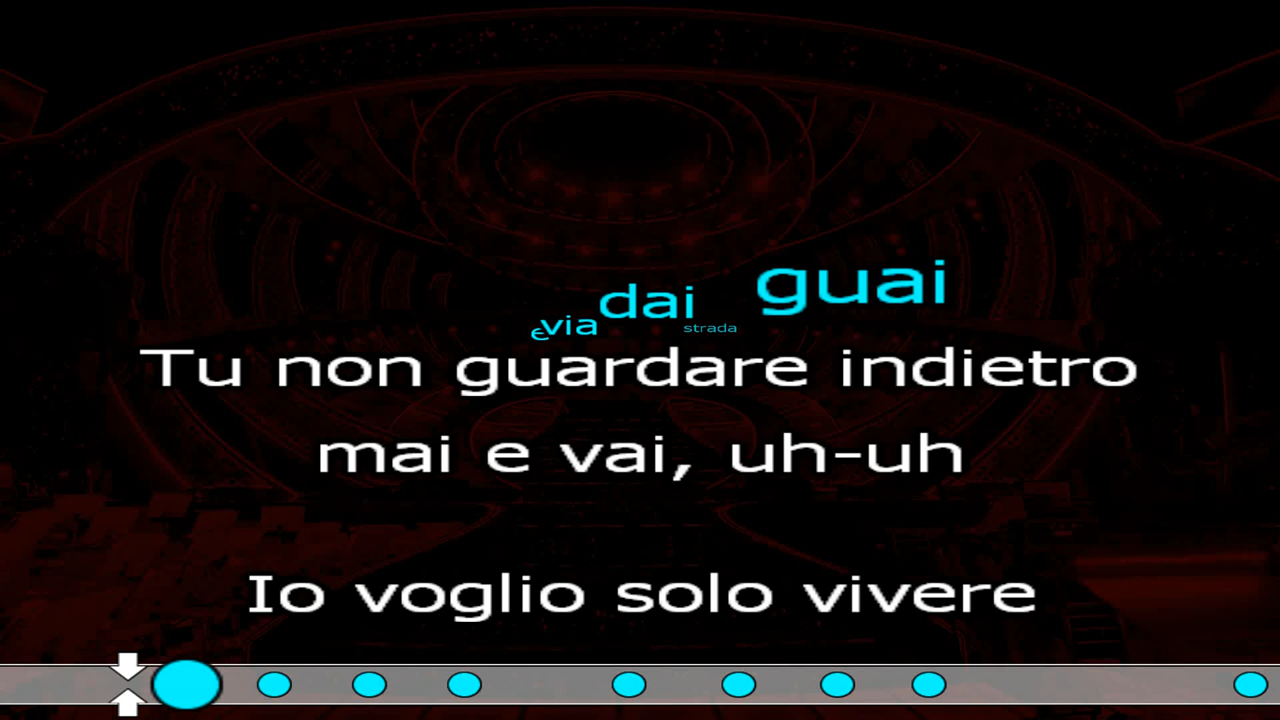 e via dai strada guai
Tu non guardare indietro
mai e vai, uh-uh
Io voglio solo vivere